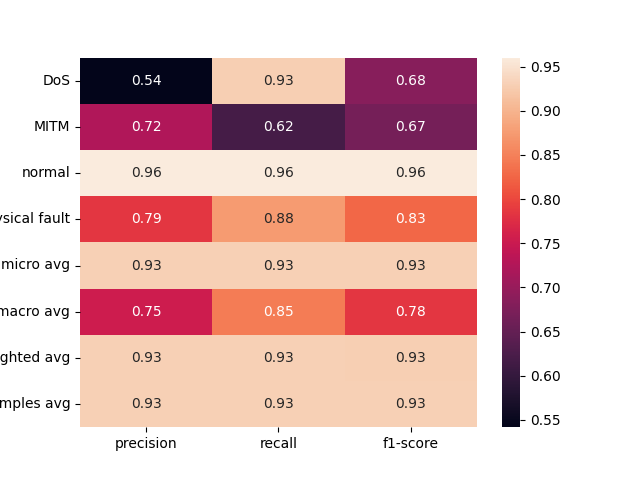 DoS 0.54 0.93 0.68 0.95
MITM 0.72 0.62 0.67 0.90
normal 0.96 0.96 0.96 0.85
ysical fault 0.79 0.88 0.83 0.80
micro avg 0.93 0.93 0.93 0.75
macro avg 0.75 0.85 0.78 0.70
ghted avg 0.93 0.93 0.93 0.65
mples avg 0.93 0.93 0.93 0.60
0.55
precision recall f1-score